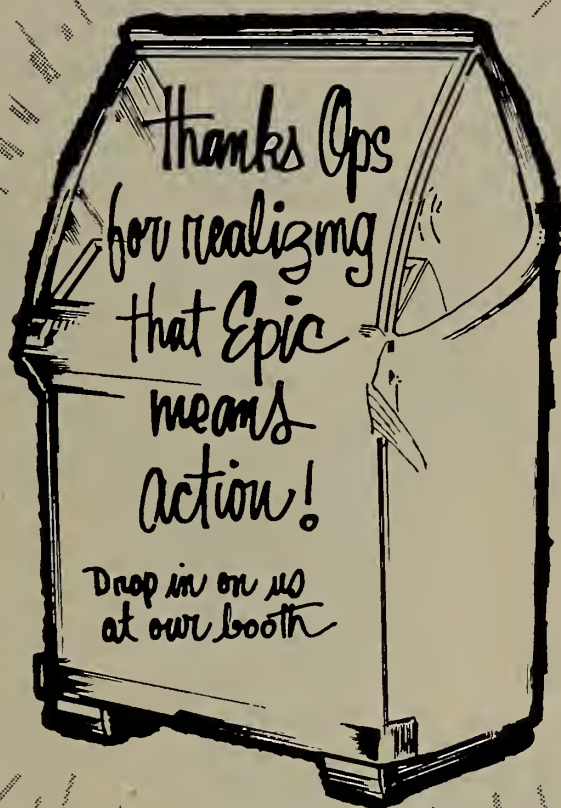 Thanks Ops
for realizing
that Epic
means
action!
Drop in on us
at our booth